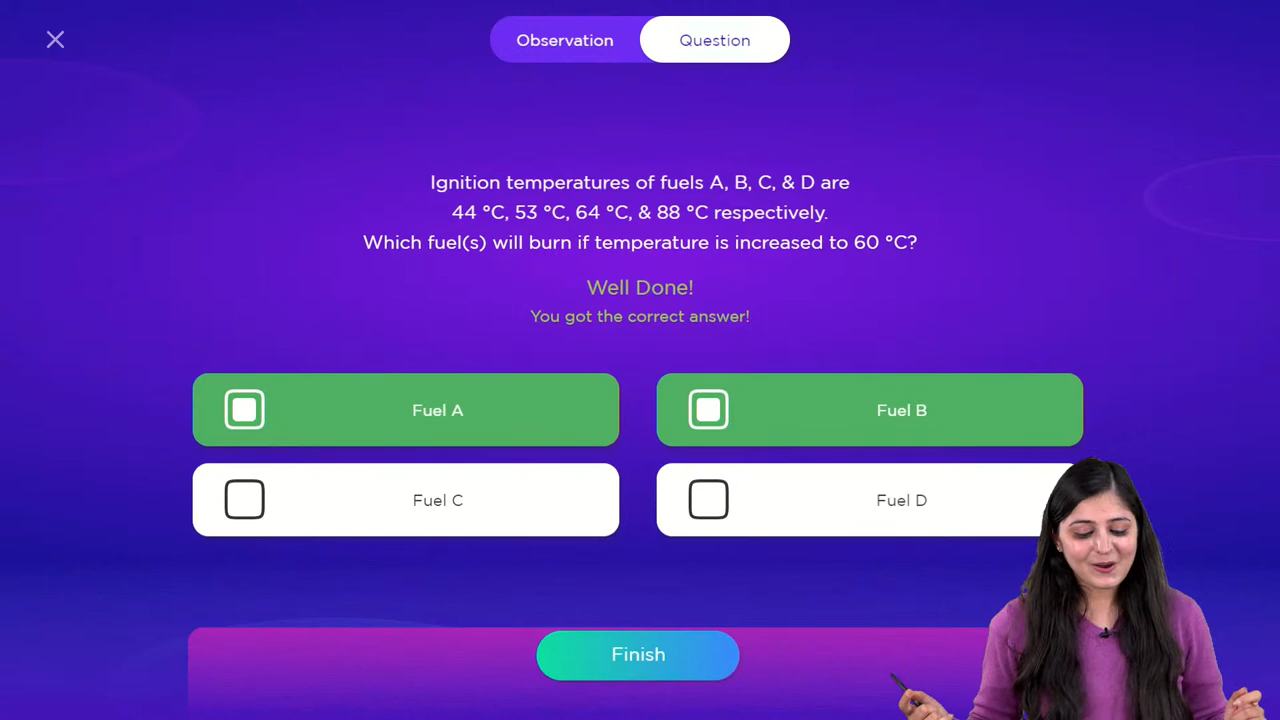 Observation
Question
Ignition temperatures of fuels A, B, C, & D are
44 °C, 53 °C, 64 °C, & 88 °C respectively.
Which fuel(s) will burn if temperature is increased to 60 °C?
Well Done!
You got the correct answer!
Fuel A
Fuel B
Fuel C
Fuel D
Finish